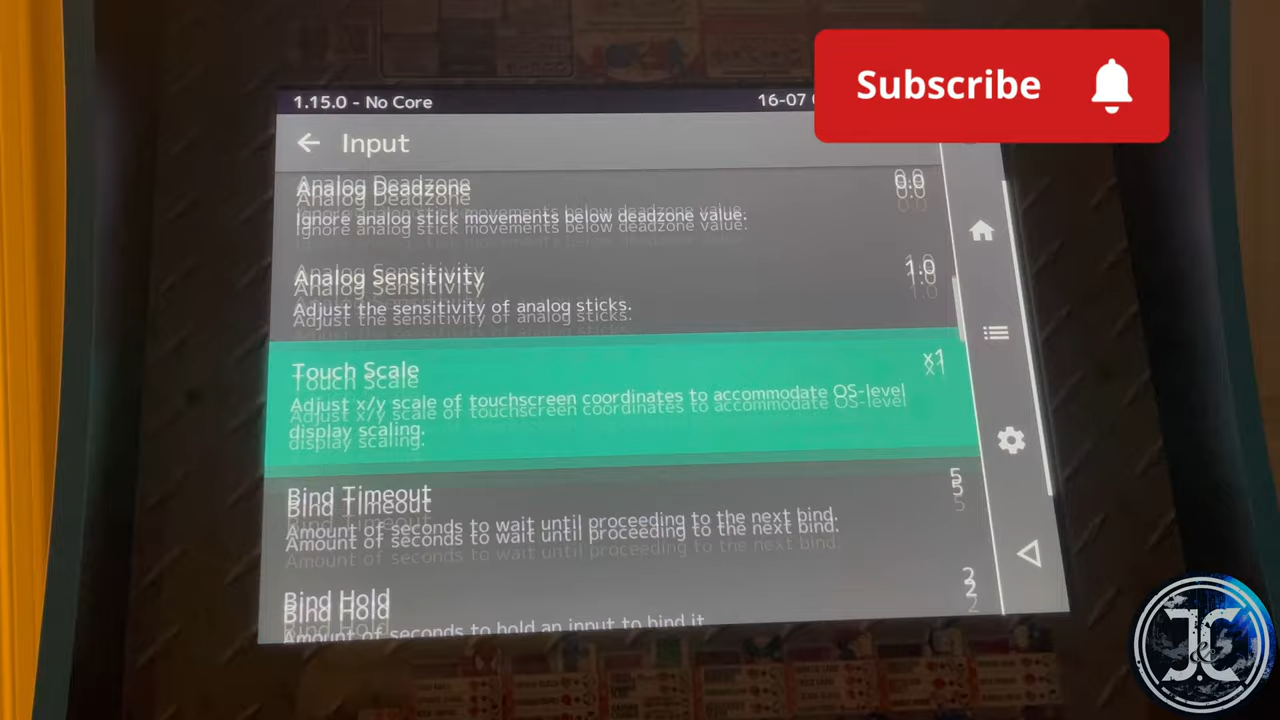 Subscribe
1.15.0 - No Core
16-07
Input
Analog Deadzone
0.0
Ignore analog stick movements below deadzone value.
Analog Sensitivity
1.0
Adjust the sensitivity of analog sticks.
Touch Scale
x1
Adjust x/y scale of touchscreen coordinates to accommodate OS-level
display scaling.
Bind Timeout
5
Amount of seconds to wait until proceeding to the next bind.
Bind Hold
2
Amount of seconds to hold an input to bind it.
J&C